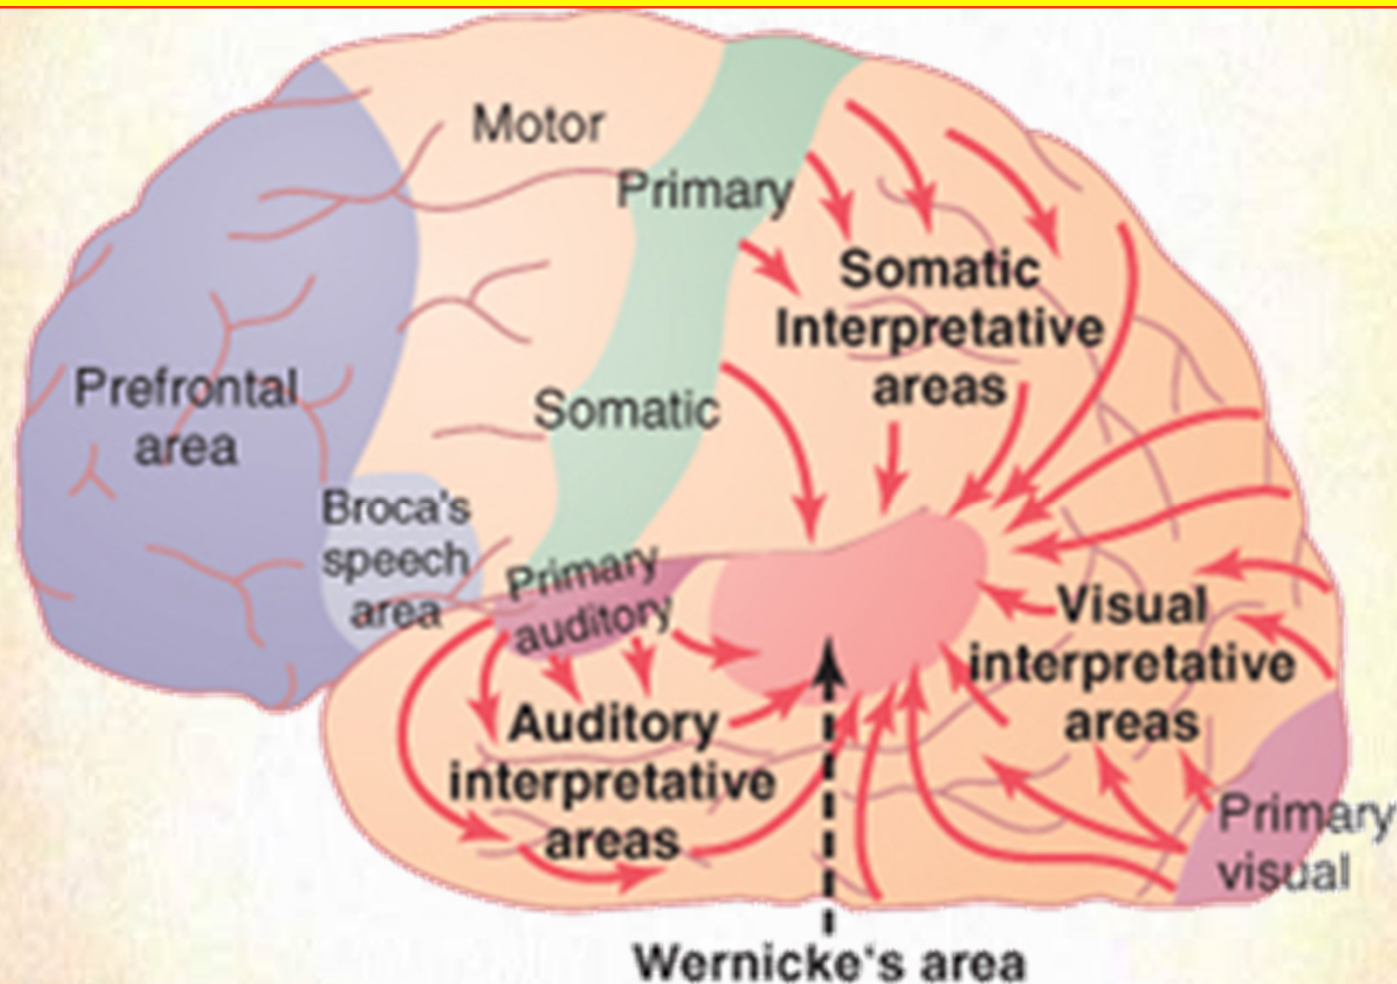 Motor
Primary
Somatic
Interpretative
areas
Prefrontal
area
Somatic
Broca's
speech
area
Primary
auditory
Visual
interpretative
areas
Auditory
interpretative
areas
Primary
visual
Wernicke's area